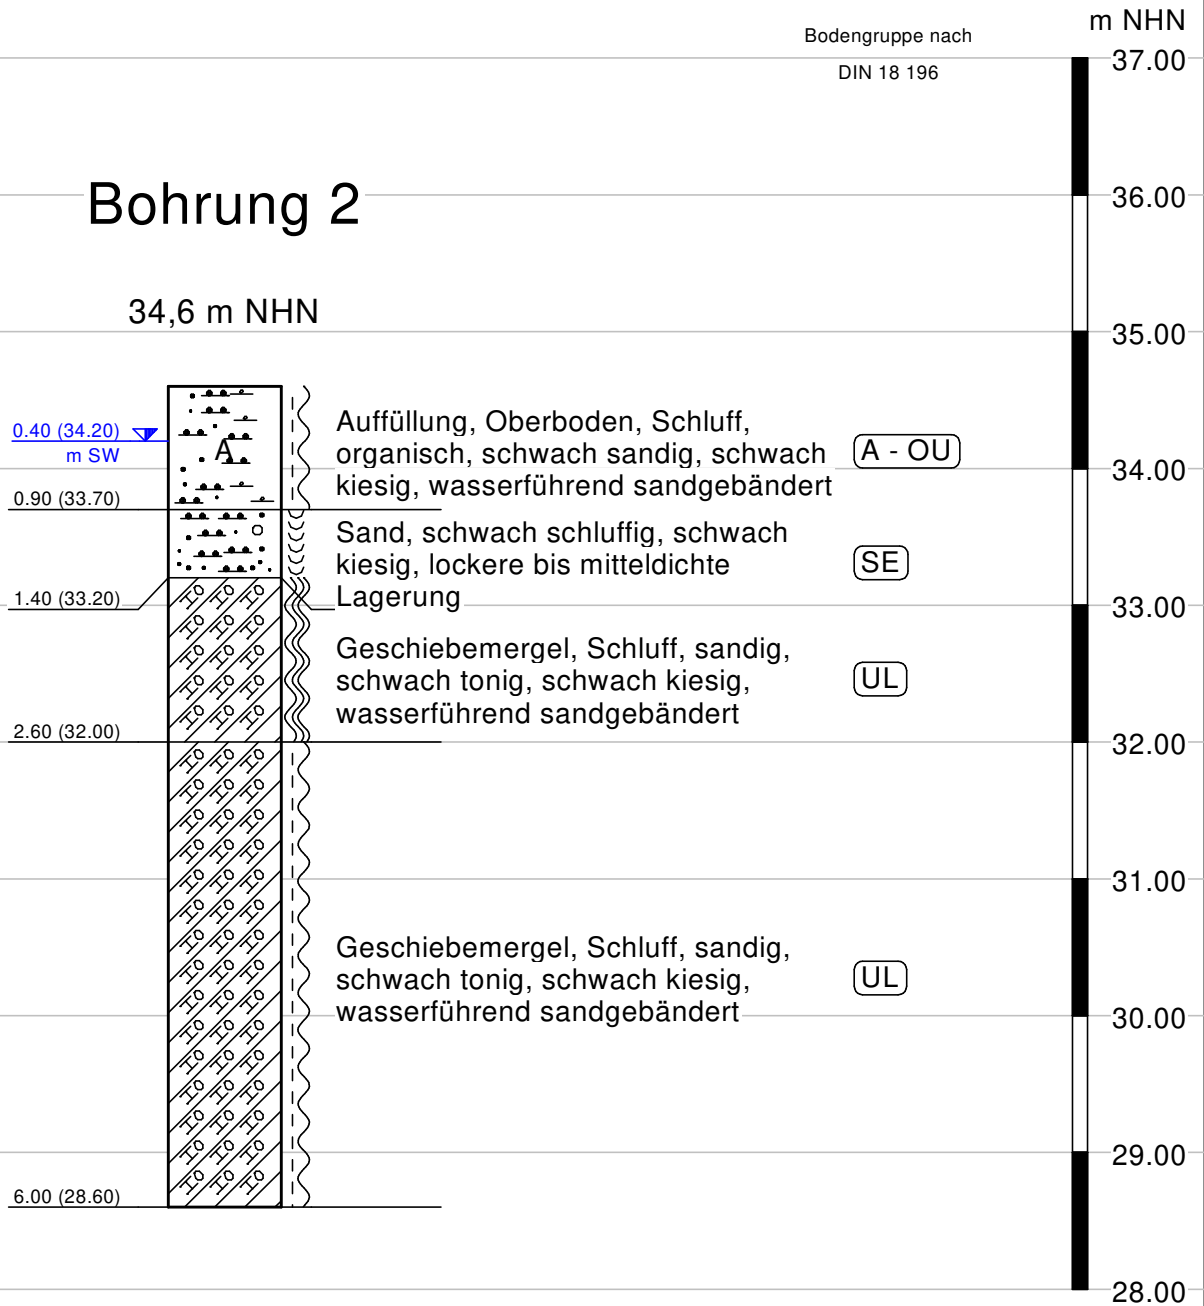 m NHN
Bodengruppe nach
DIN 18 196
37.00
Bohrung 2
36.00
34,6 m NHN
35.00
0.40 (34.20)
m SW
A
Auffüllung, Oberboden, Schluff,
organisch, schwach sandig, schwach
kiesig, wasserführend sandgebändert
A - OU
34.00
0.90 (33.70)
Sand, schwach schluffig, schwach
kiesig, lockere bis mitteldichte
Lagerung
SE
1.40 (33.20)
33.00
Geschiebemergel, Schluff, sandig,
schwach tonig, schwach kiesig,
wasserführend sandgebändert
UL
2.60 (32.00)
32.00
31.00
Geschiebemergel, Schluff, sandig,
schwach tonig, schwach kiesig,
wasserführend sandgebändert
UL
30.00
29.00
6.00 (28.60)
28.00